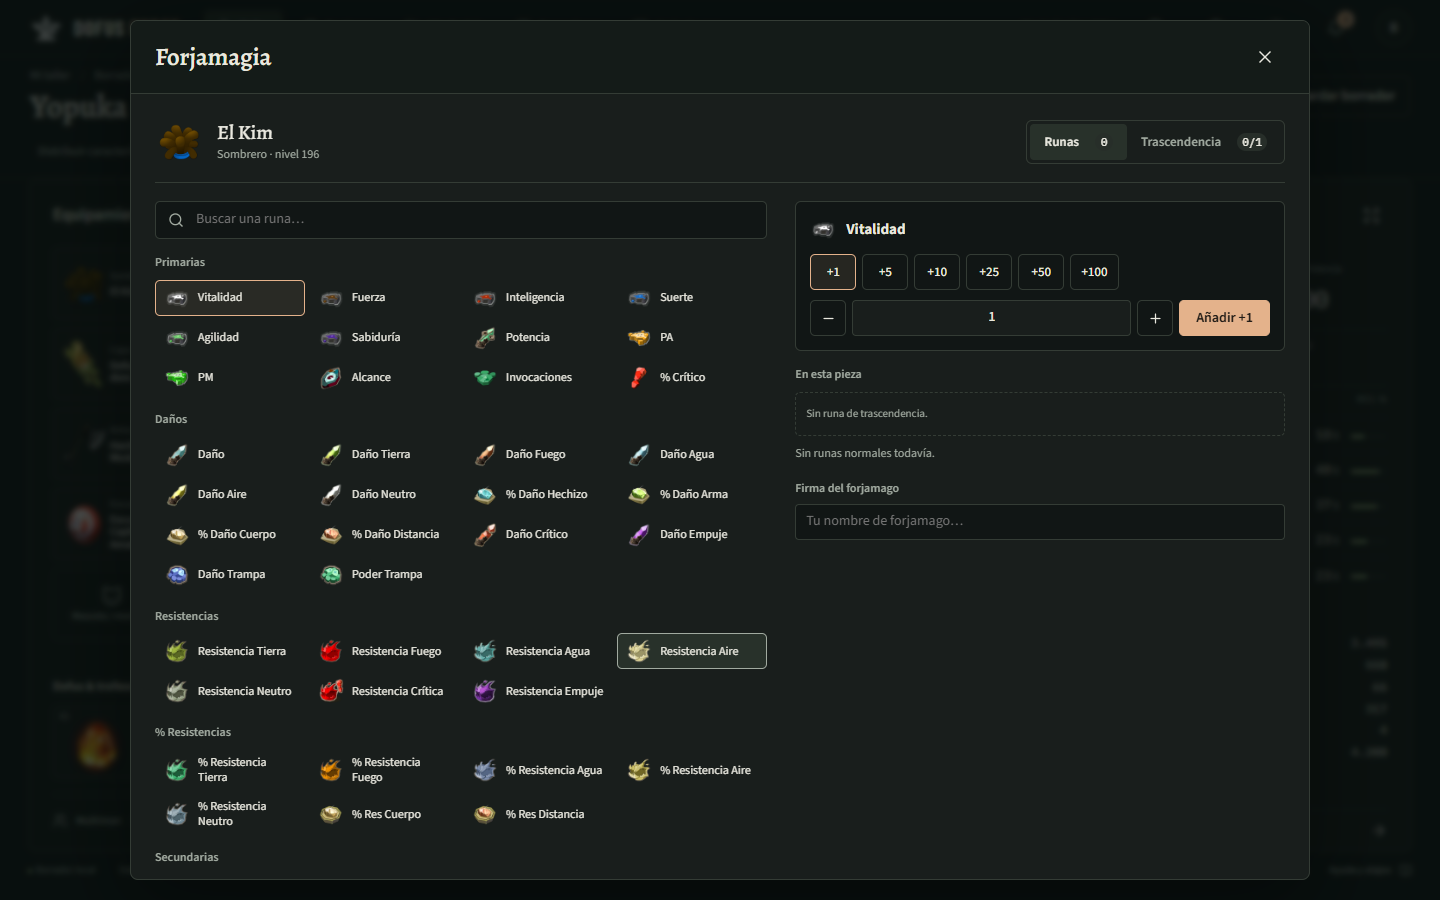 DOFUS
Yopuka
Forjamagia
El Kim
Sombrero · nivel 196
Runas 0
Trascendencia 0/1
Buscar una runa…
Primarias
Vitalidad
Fuerza
Inteligencia
Suerte
Agilidad
Sabiduría
Potencia
PA
PM
Alcance
Invocaciones
% Crítico
Daños
Daño
Daño Tierra
Daño Fuego
Daño Agua
Daño Aire
Daño Neutro
% Daño Hechizo
% Daño Arma
% Daño Cuerpo
% Daño Distancia
Daño Crítico
Daño Empuje
Daño Trampa
Poder Trampa
Resistencias
Resistencia Tierra
Resistencia Fuego
Resistencia Agua
Resistencia Aire
Resistencia Neutro
Resistencia Crítica
Resistencia Empuje
% Resistencias
% Resistencia
Tierra
% Resistencia
Fuego
% Resistencia Agua
% Resistencia Aire
% Resistencia
Neutro
% Res Cuerpo
% Res Distancia
Secundarias
Vitalidad
+1
+5
+10
+25
+50
+100
−
1
+
Añadir +1
En esta pieza
Sin runa de trascendencia.
Sin runas normales todavía.
Firma del forjamago
Tu nombre de forjamago…